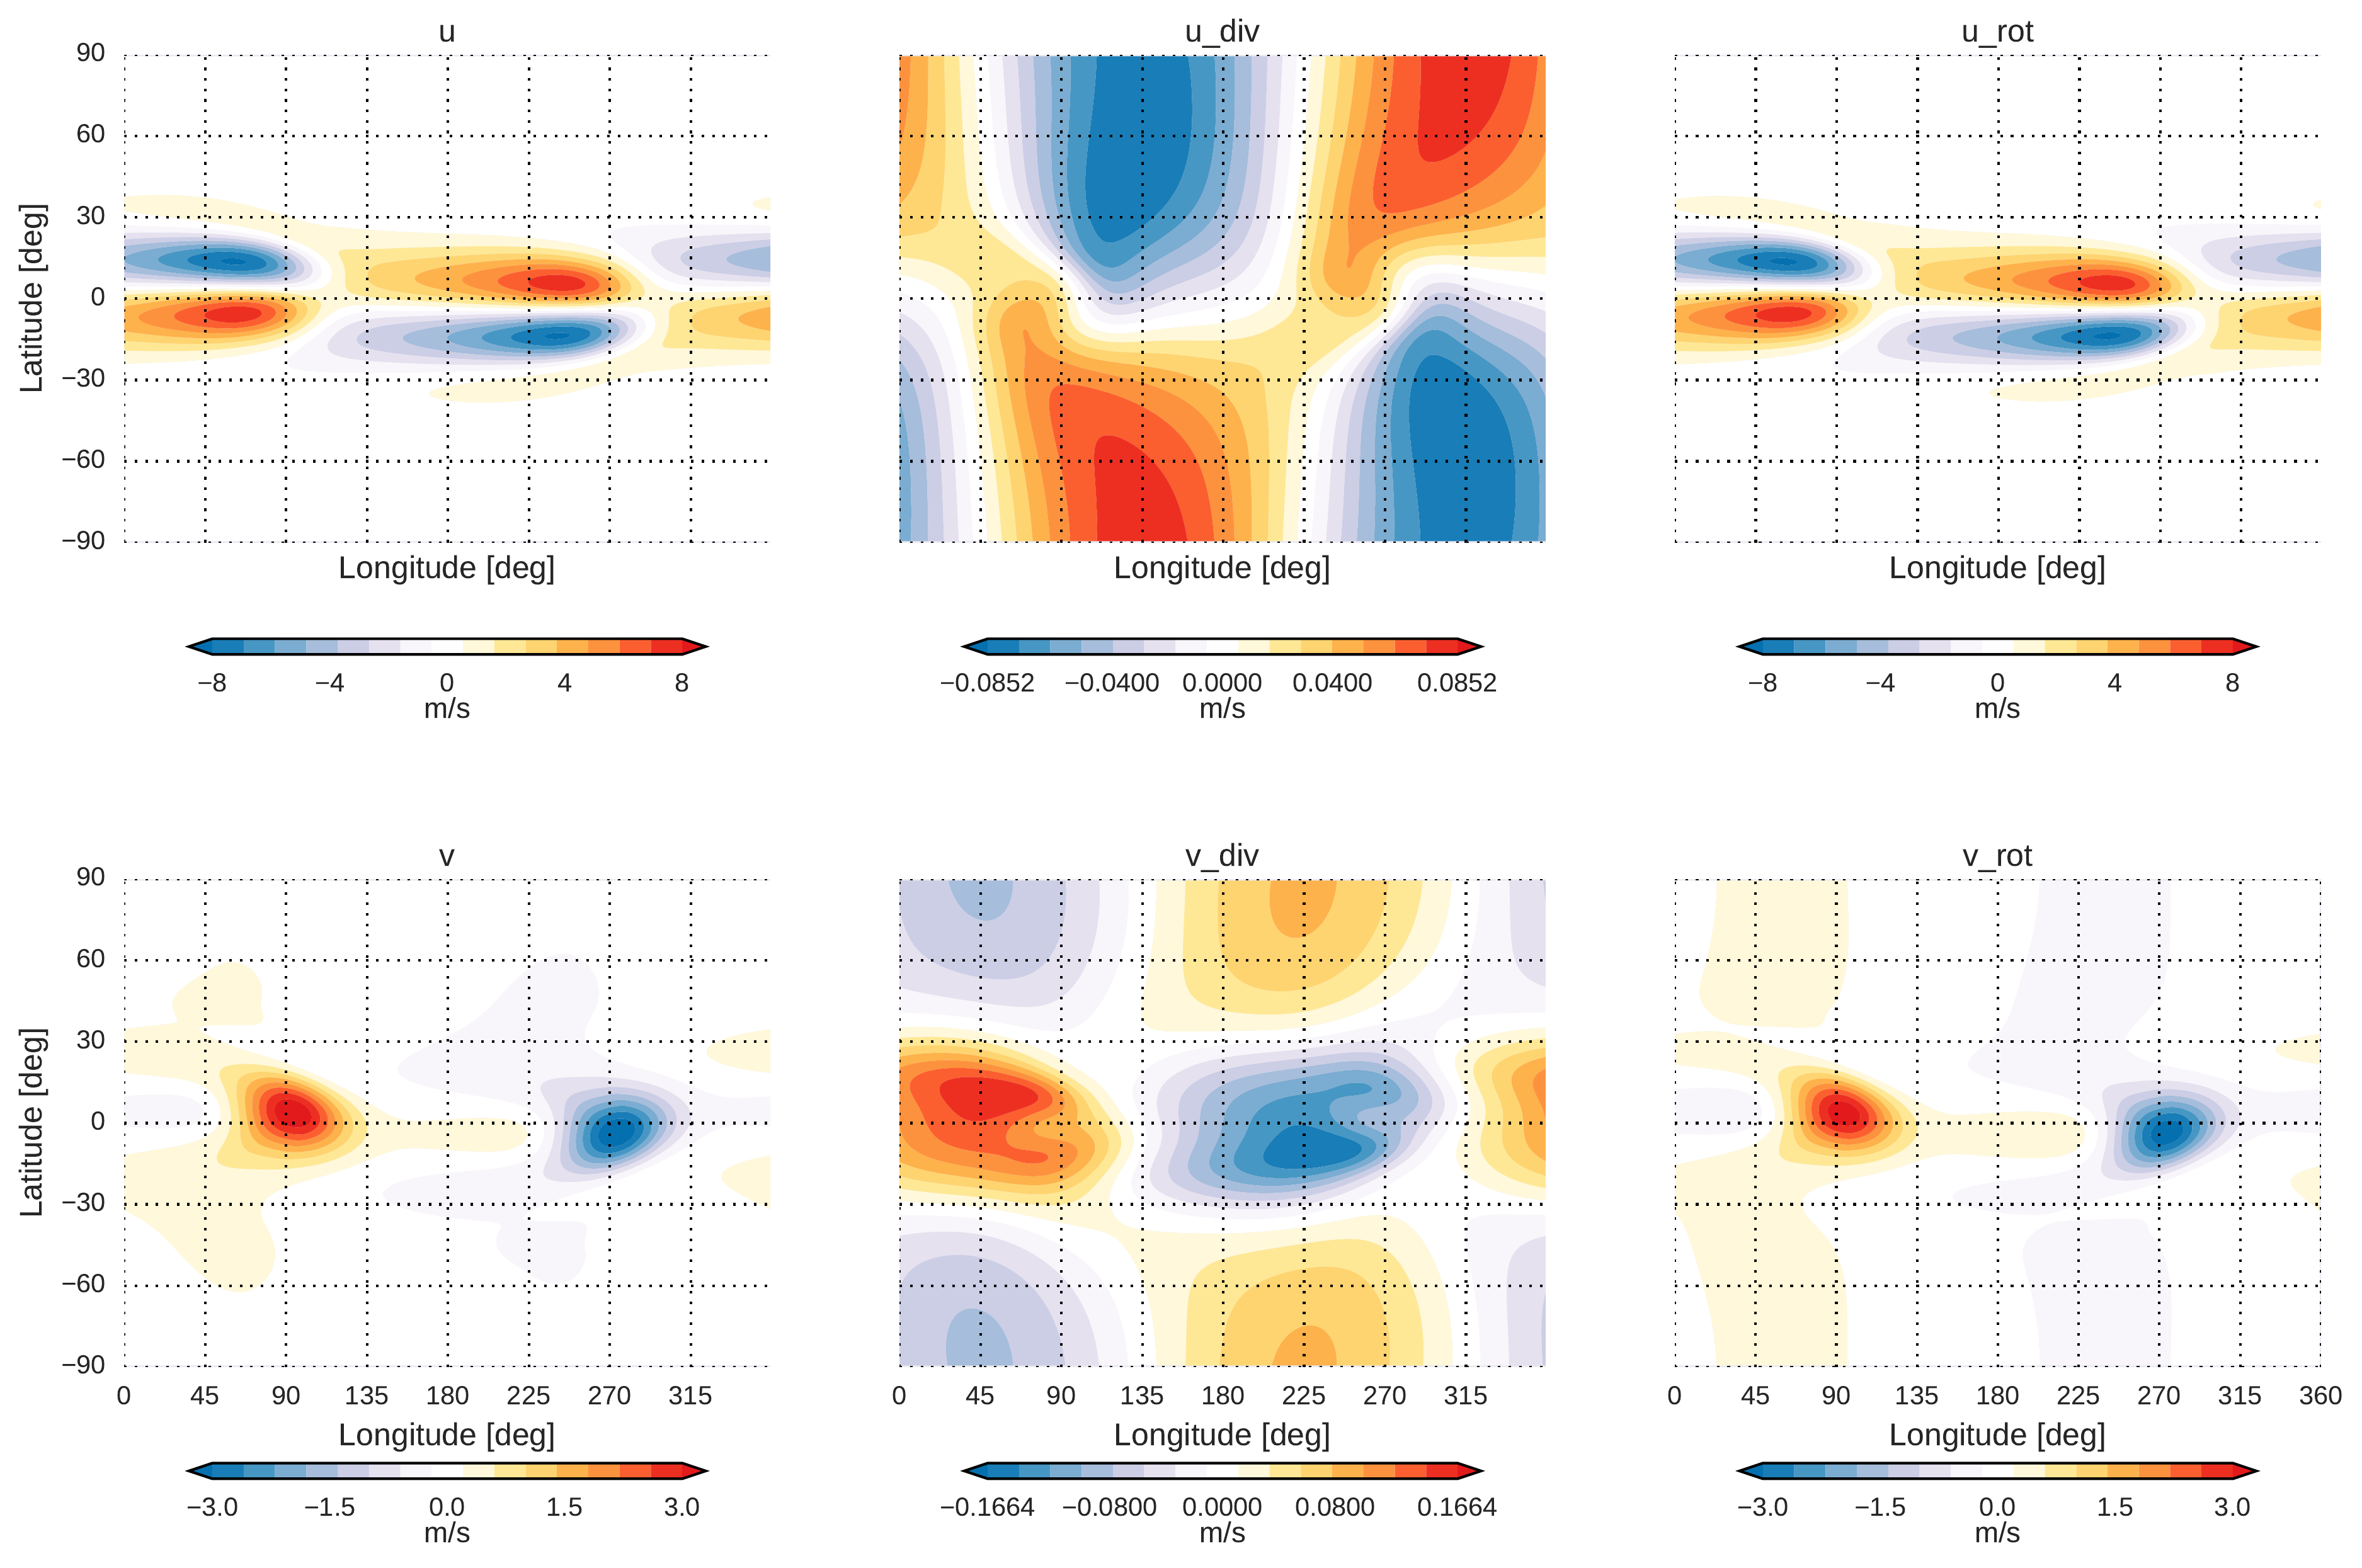 u u_div u_rot
90
60
30
0
−30
−60
−90
Latitude [deg]
Longitude [deg] Longitude [deg] Longitude [deg]
−8 −4 0 4 8
m/s
−0.0852 −0.0400 0.0000 0.0400 0.0852
m/s
−8 −4 0 4 8
m/s
v v_div v_rot
90
60
30
0
−30
−60
−90
Latitude [deg]
0 45 90 135 180 225 270 315
0 45 90 135 180 225 270 315
0 45 90 135 180 225 270 315 360
Longitude [deg] Longitude [deg] Longitude [deg]
−3.0 −1.5 0.0 1.5 3.0
m/s
−0.1664 −0.0800 0.0000 0.0800 0.1664
m/s
−3.0 −1.5 0.0 1.5 3.0
m/s